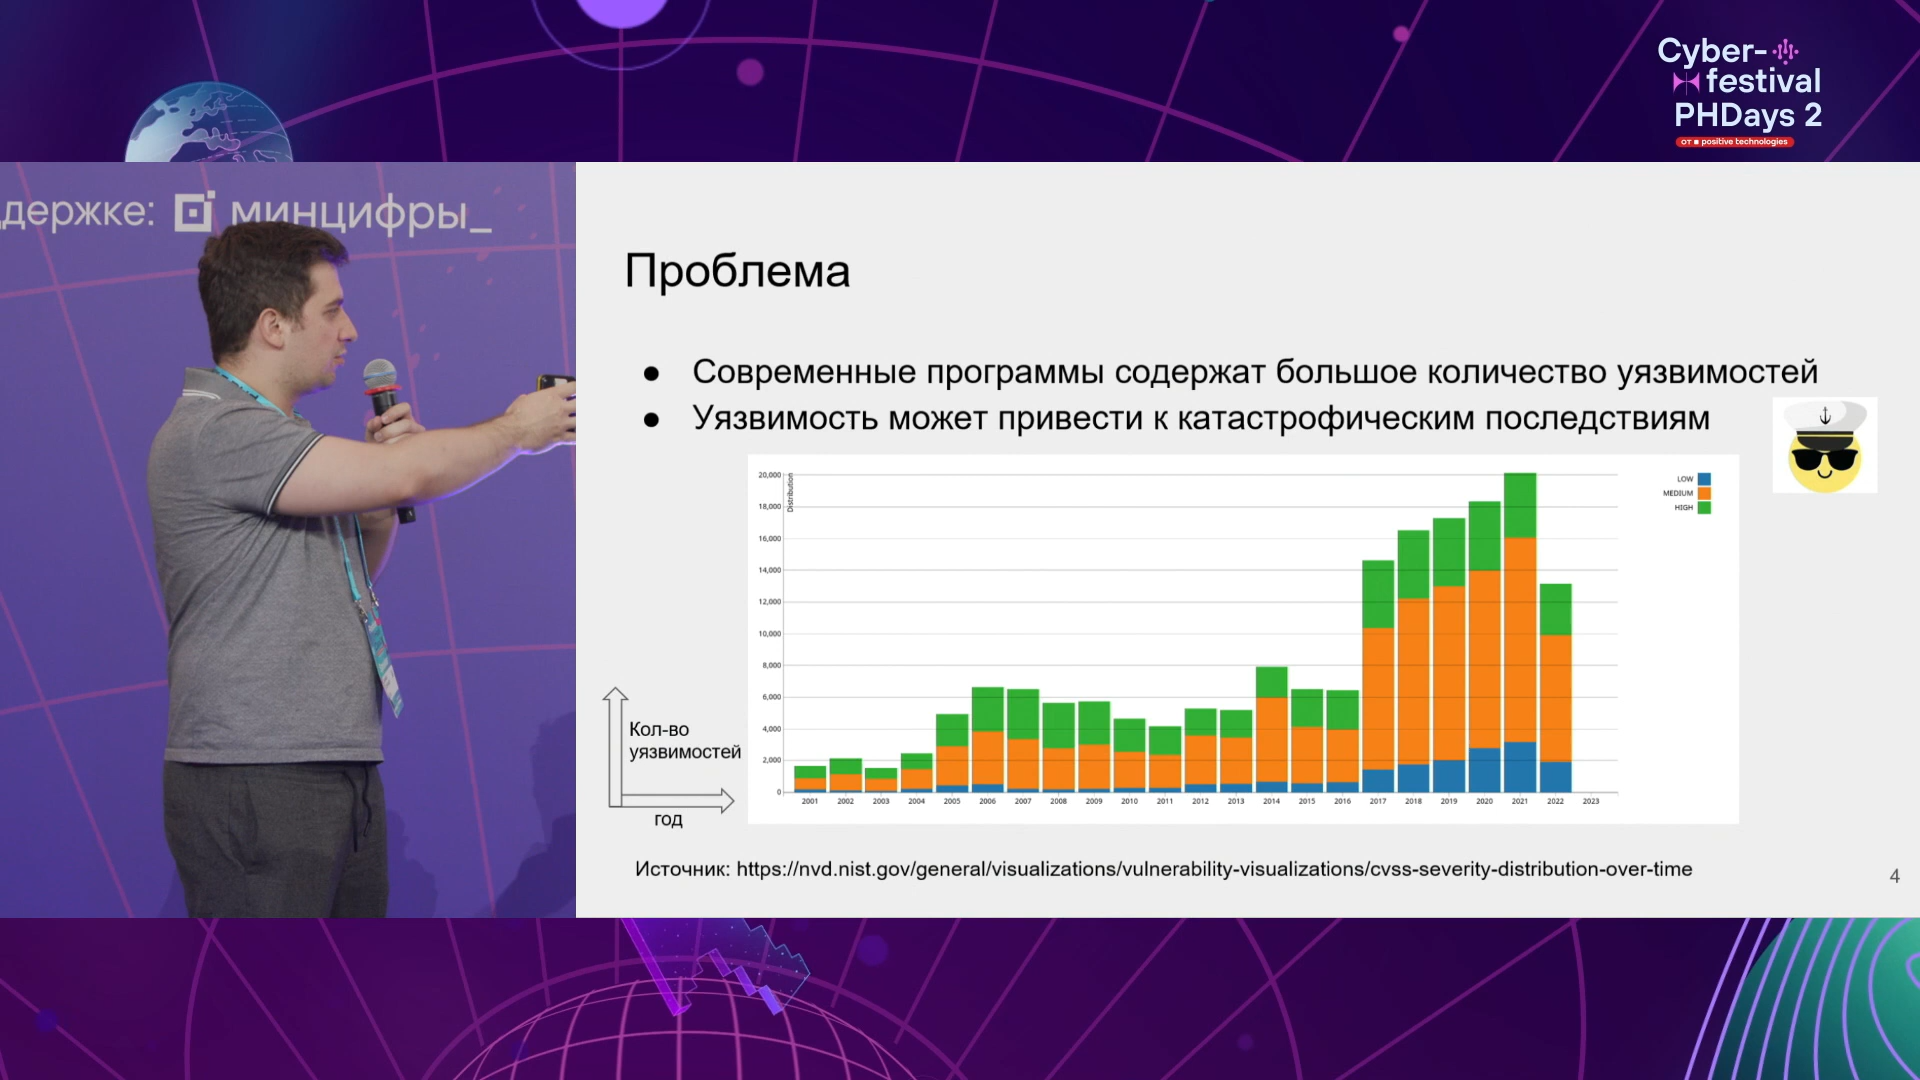 Cyber-
festival
PHDays 2
от positive technologies
держке: минцифры_
Проблема
● Современные программы содержат большое количество уязвимостей
● Уязвимость может привести к катастрофическим последствиям
20,000
18,000
16,000
14,000
12,000
10,000
8,000
6,000
4,000
2,000
0
Distribution
LOW
MEDIUM
HIGH
2001 2002 2003 2004 2005 2006 2007 2008 2009 2010 2011 2012 2013 2014 2015 2016 2017 2018 2019 2020 2021 2022 2023
Кол-во
уязвимостей
год
Источник: https://nvd.nist.gov/general/visualizations/vulnerability-visualizations/cvss-severity-distribution-over-time
4